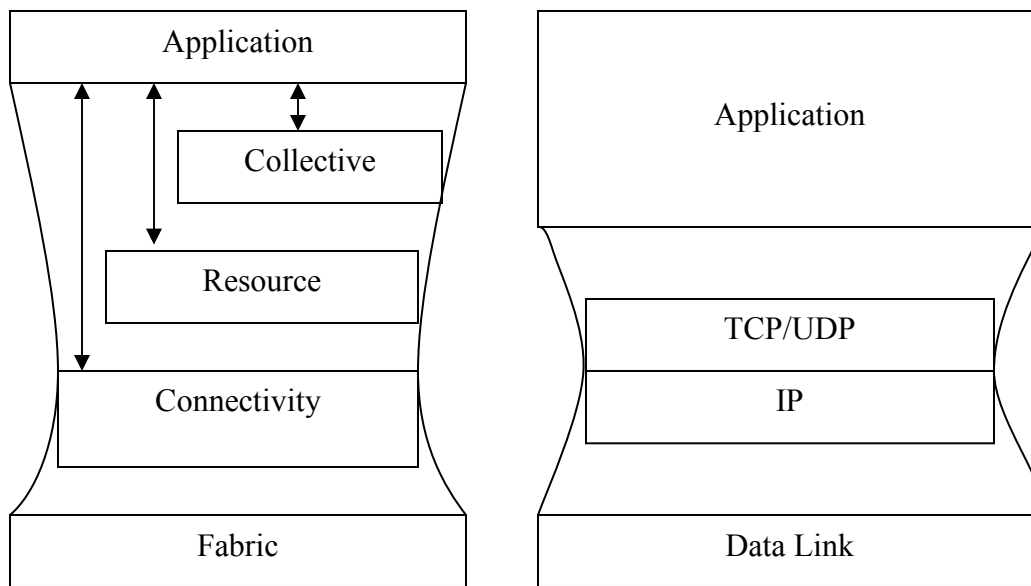 Application
Collective
Resource
Connectivity
Fabric
Application
TCP/UDP
IP
Data Link